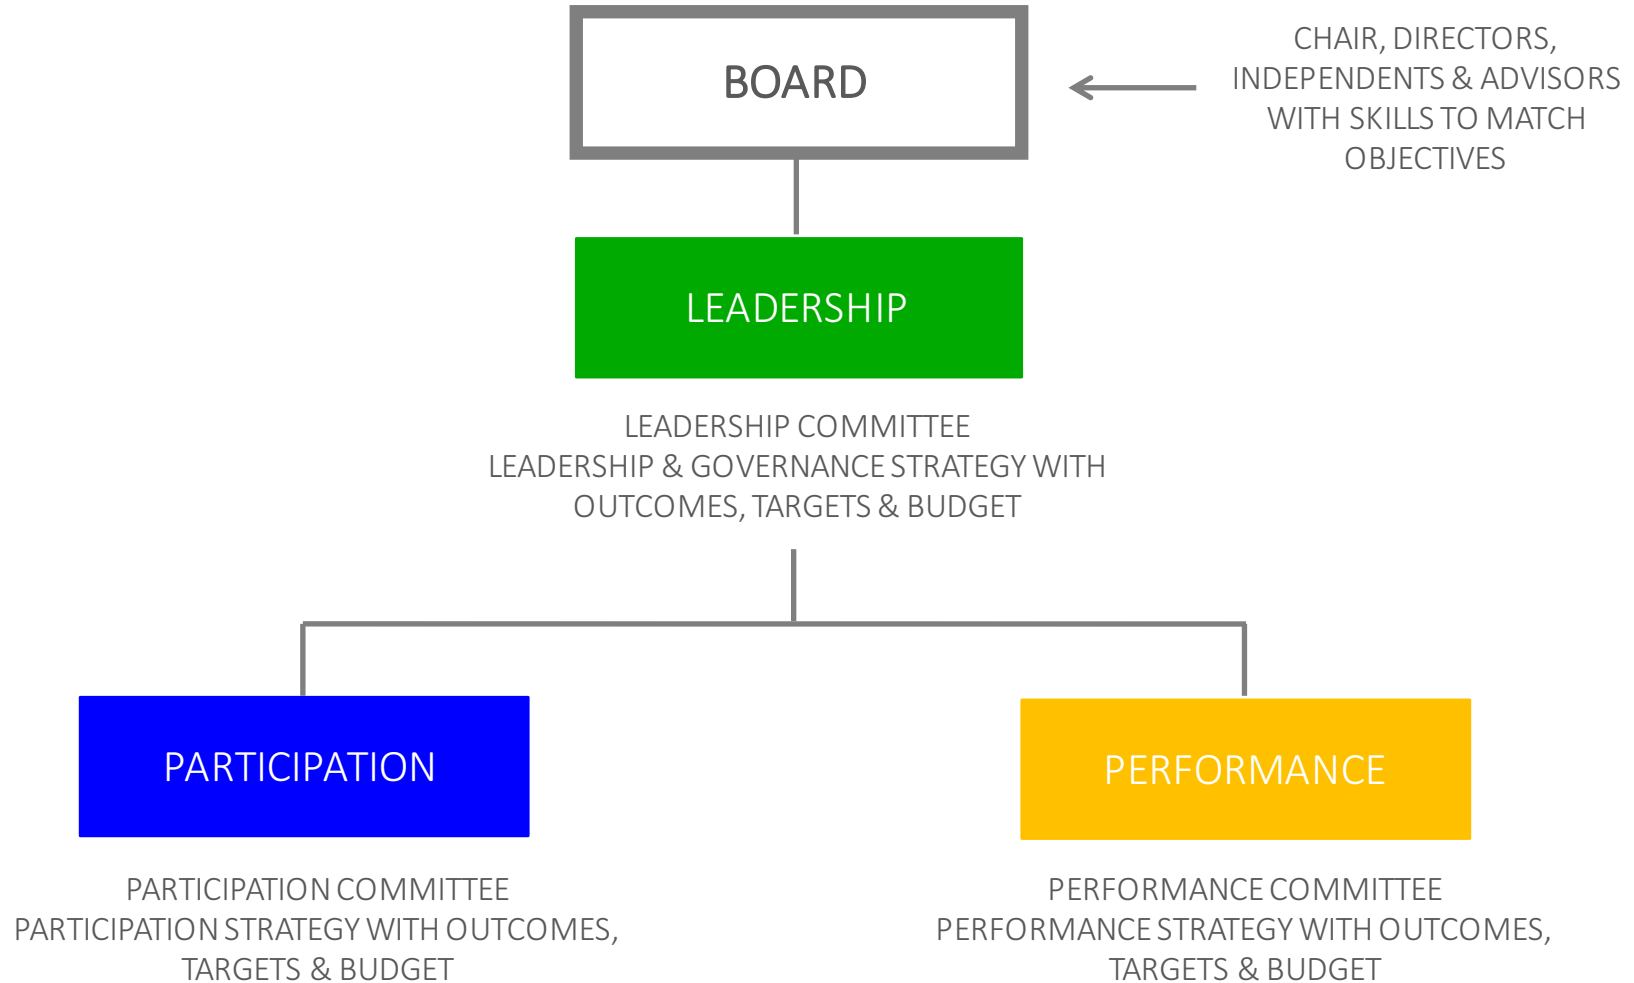 BOARD
CHAIR, DIRECTORS,
INDEPENDENTS & ADVISORS
WITH SKILLS TO MATCH
OBJECTIVES
LEADERSHIP
LEADERSHIP COMMITTEE
LEADERSHIP & GOVERNANCE STRATEGY WITH
OUTCOMES, TARGETS & BUDGET
PARTICIPATION
PARTICIPATION COMMITTEE
PARTICIPATION STRATEGY WITH OUTCOMES,
TARGETS & BUDGET
PERFORMANCE
PERFORMANCE COMMITTEE
PERFORMANCE STRATEGY WITH OUTCOMES,
TARGETS & BUDGET